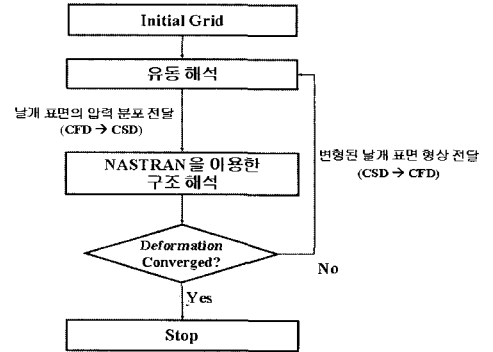 Initial Grid
유동 해석
날개 표면의 압력 분포 전달
(CFD → CSD)
NASTRAN을 이용한
구조 해석
변형된 날개 표면 형상 전달
(CSD → CFD)
Deformation
Converged?
No
Yes
Stop